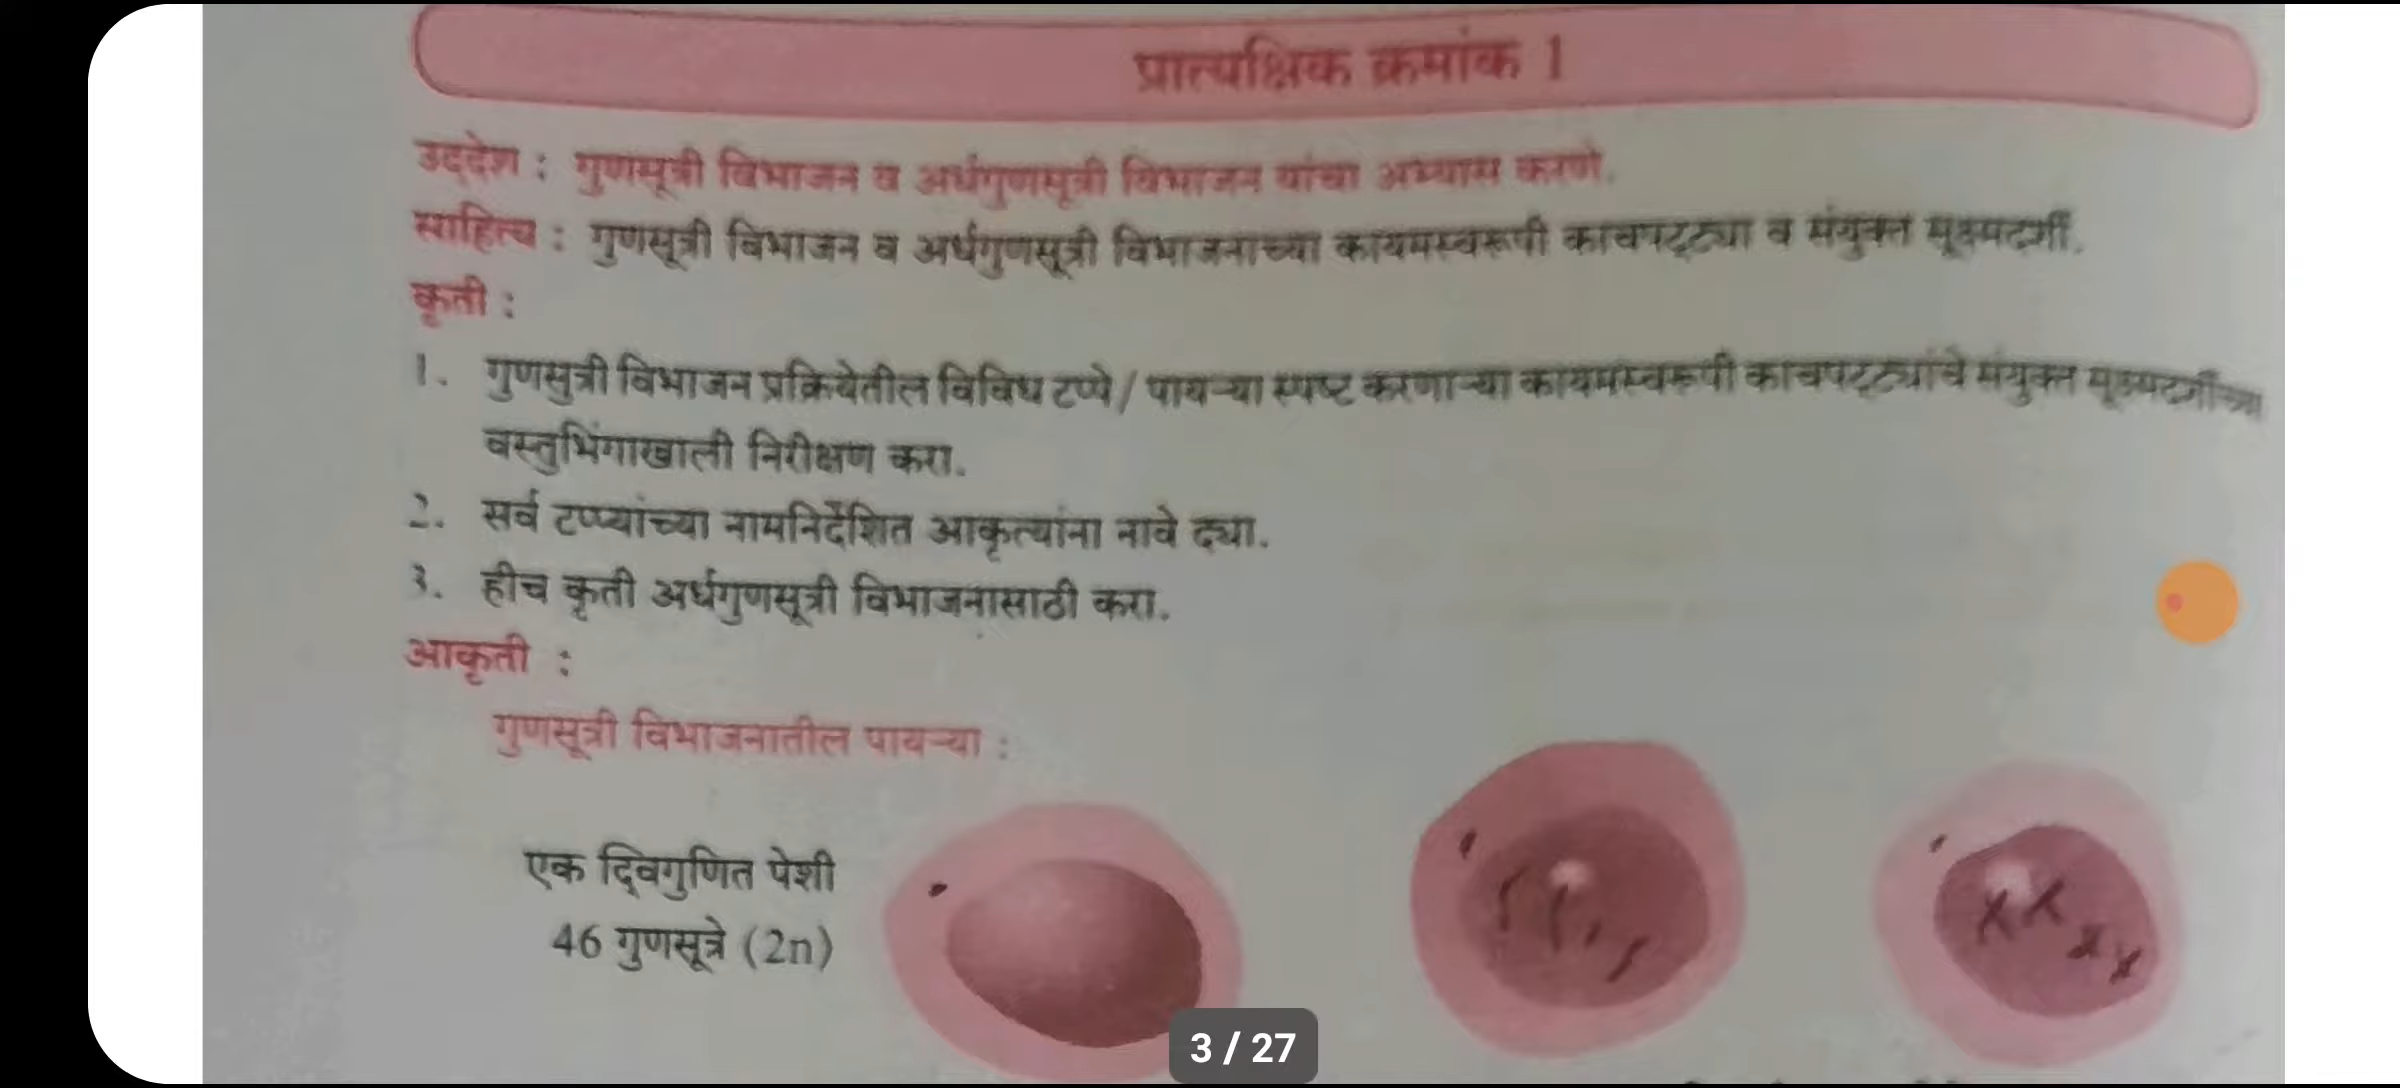 प्रात्यक्षिक क्रमांक 1
उद्देश : गुणसूत्री विभाजन व अर्धगुणसूत्री विभाजन यांचा अभ्यास करणे.
साहित्य : गुणसूत्री विभाजन व अर्धगुणसूत्री विभाजनाच्या कायमस्वरूपी काचपट्ट्या व संयुक्त सूक्ष्मदर्शी.
कृती :
1. गुणसुत्री विभाजन प्रक्रियेतील विविध टप्पे/ पायऱ्या स्पष्ट करणाऱ्या कायमस्वरूपी काचपट्ट्यांचे संयुक्त सूक्ष्मदर्शीच्या
वस्तुभिंगाखाली निरीक्षण करा.
2. सर्व टप्प्यांच्या नामनिर्देशित आकृत्यांना नावे द्या.
3. हीच कृती अर्धगुणसूत्री विभाजनासाठी करा.
आकृती :
गुणसूत्री विभाजनातील पायऱ्या :
एक द्विगुणित पेशी
46 गुणसूत्रे (2n)
3 / 27